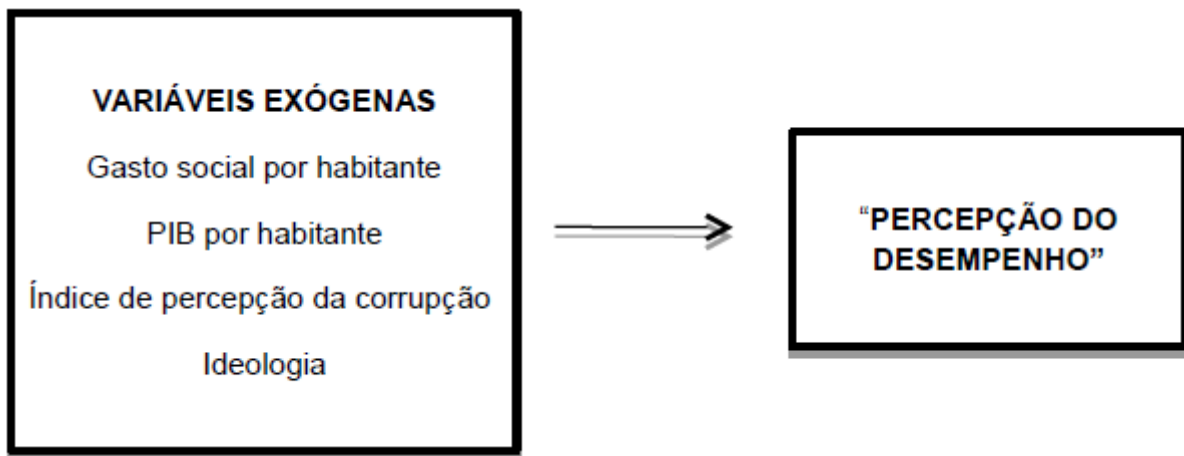 VARIÁVEIS EXÓGENAS
Gasto social por habitante
PIB por habitante
Índice de percepção da corrupção
Ideologia
“PERCEPÇÃO DO
DESEMPENHO”